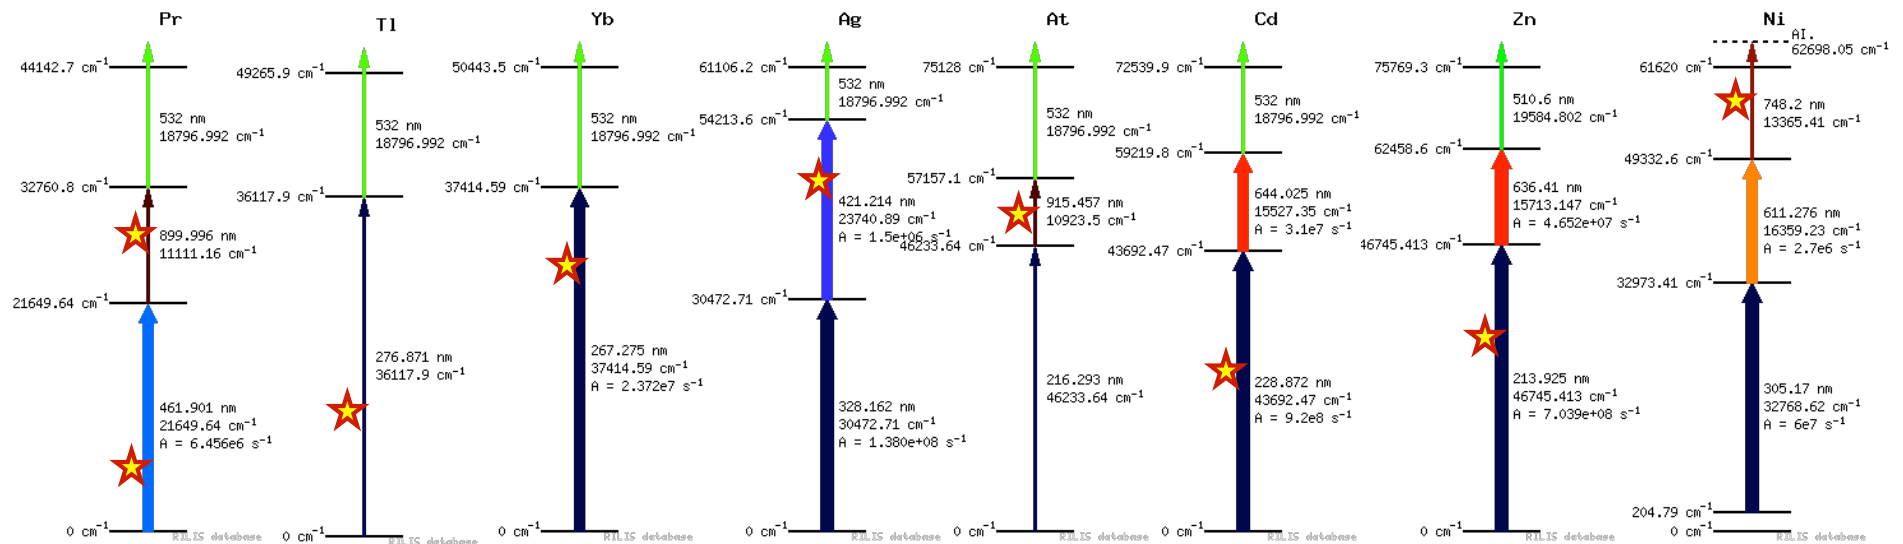 Pr
44142.7 cm⁻¹
532 nm
18796.992 cm⁻¹
32760.8 cm⁻¹
899.996 nm
11111.16 cm⁻¹
21649.64 cm⁻¹
461.901 nm
21649.64 cm⁻¹
A = 6.456e6 s⁻¹
0 cm⁻¹
RILIS database
Tl
49265.9 cm⁻¹
532 nm
18796.992 cm⁻¹
36117.9 cm⁻¹
276.871 nm
36117.9 cm⁻¹
0 cm⁻¹
RILIS database
Yb
50443.5 cm⁻¹
532 nm
18796.992 cm⁻¹
37414.59 cm⁻¹
267.275 nm
37414.59 cm⁻¹
A = 2.372e7 s⁻¹
0 cm⁻¹
RILIS database
Ag
61106.2 cm⁻¹
532 nm
18796.992 cm⁻¹
54213.6 cm⁻¹
421.214 nm
23740.89 cm⁻¹
A = 1.5e+06 s⁻¹
30472.71 cm⁻¹
328.162 nm
30472.71 cm⁻¹
A = 1.380e+08 s⁻¹
0 cm⁻¹
RILIS database
At
75128 cm⁻¹
532 nm
18796.992 cm⁻¹
57157.1 cm⁻¹
915.457 nm
10923.5 cm⁻¹
46233.64 cm⁻¹
216.293 nm
46233.64 cm⁻¹
0 cm⁻¹
RILIS database
Cd
72539.9 cm⁻¹
532 nm
18796.992 cm⁻¹
59219.8 cm⁻¹
644.025 nm
15527.35 cm⁻¹
A = 3.1e7 s⁻¹
43692.47 cm⁻¹
228.872 nm
43692.47 cm⁻¹
A = 9.2e8 s⁻¹
0 cm⁻¹
RILIS database
Zn
75769.3 cm⁻¹
510.6 nm
19584.802 cm⁻¹
62458.6 cm⁻¹
636.41 nm
15713.147 cm⁻¹
A = 4.652e+07 s⁻¹
46745.413 cm⁻¹
213.925 nm
46745.413 cm⁻¹
A = 7.039e+08 s⁻¹
0 cm⁻¹
RILIS database
Ni
AI.
62698.05 cm⁻¹
61620 cm⁻¹
748.2 nm
13365.41 cm⁻¹
49332.6 cm⁻¹
611.276 nm
16359.23 cm⁻¹
A = 2.7e6 s⁻¹
32973.41 cm⁻¹
305.17 nm
32768.62 cm⁻¹
A = 6e7 s⁻¹
204.79 cm⁻¹
0 cm⁻¹
RILIS database